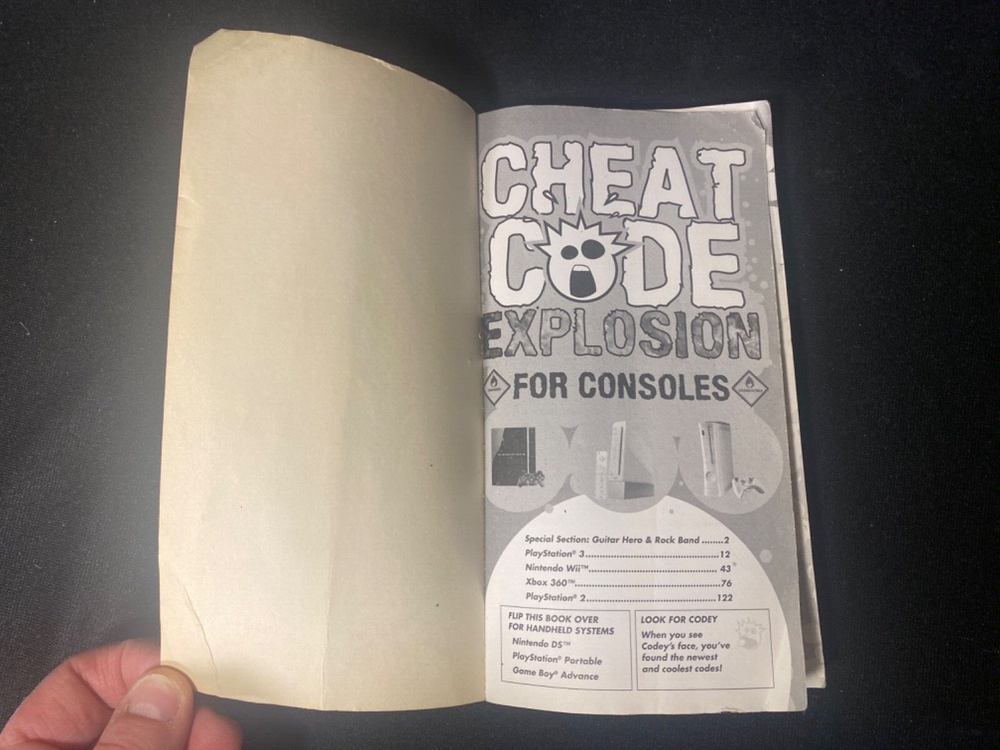 CHEAT
CODE
EXPLOSION
FOR CONSOLES
Special Section: Guitar Hero & Rock Band ........2
PlayStation® 3.............................................12
Nintendo Wii™............................................. 43
Xbox 360™..................................................76
PlayStation® 2...........................................122
FLIP THIS BOOK OVER
FOR HANDHELD SYSTEMS
Nintendo DS™
PlayStation® Portable
Game Boy® Advance
LOOK FOR CODEY
When you see
Codey's face, you've
found the newest
and coolest codes!